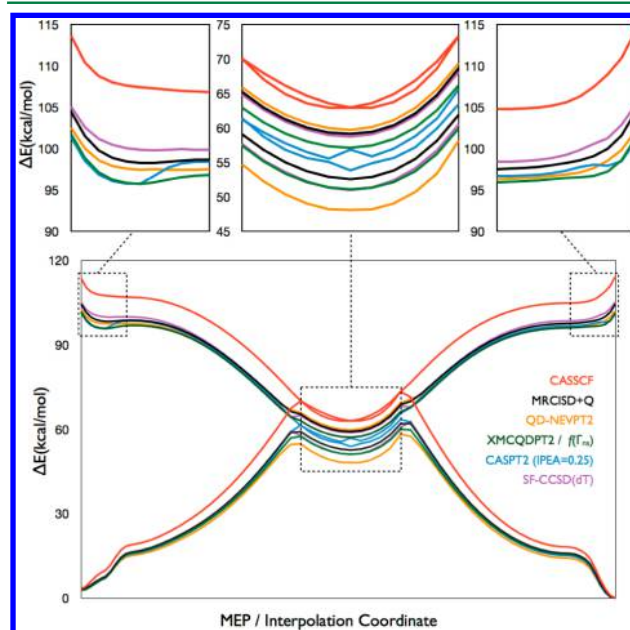 115
110
105
100
95
90
ΔE(kcal/mol)
75
70
65
60
55
50
45
115
110
105
100
95
90
120
90
60
30
0
ΔE(kcal/mol)
CASSCF
MRCISD+Q
QD-NEVPT2
XMCQDPT2 / f(Γns)
CASPT2 (IPEA=0.25)
SF-CCSD(dT)
MEP / Interpolation Coordinate